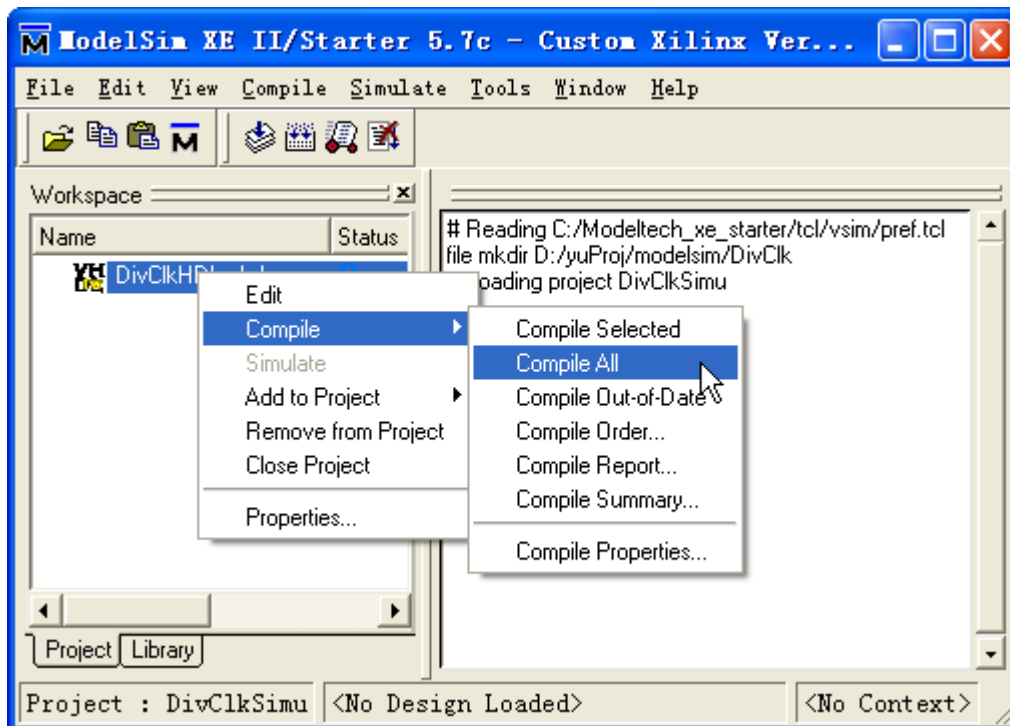 ModelSim XE II/Starter 5.7c - Custom Xilinx Ver...
File Edit View Compile Simulate Tools Window Help
Workspace
Name Status
DivClkHD
# Reading C:/Modeltech_xe_starter/tcl/vsim/pref.tcl
file mkdir D:/yuProj/modelsim/DivClk
oading project DivClkSimu
Edit
Compile
Simulate
Add to Project
Remove from Project
Close Project
Properties...
Compile Selected
Compile All
Compile Out-of-Date
Compile Order...
Compile Report...
Compile Summary...
Compile Properties...
Project Library
Project : DivClkSimu <No Design Loaded> <No Context>